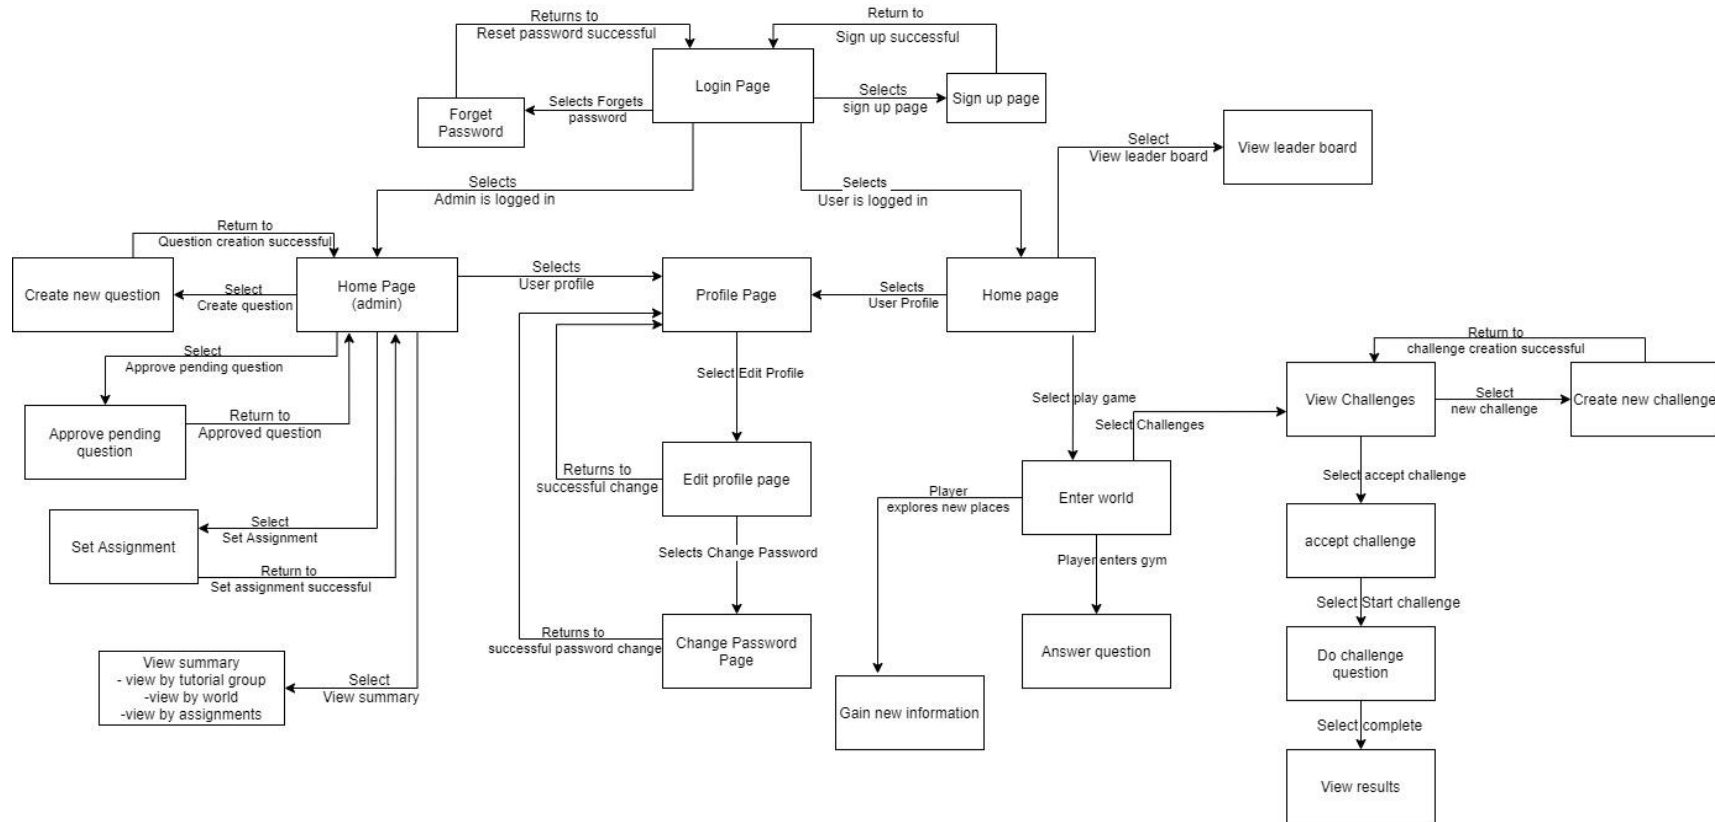 Returns to
Reset password successful
Return to
Sign up successful
Login Page
Selects Forgets
password
Forget
Password
Selects
sign up page
Sign up page
Select
View leader board
View leader board
Selects
Admin is logged in
Selects
User is logged in
Return to
Question creation successful
Create new question
Select
Create question
Home Page
(admin)
Selects
User profile
Profile Page
Selects
User Profile
Home page
Select
Approve pending question
Approve pending
question
Return to
Approved question
Select Edit Profile
Select play game
Return to
challenge creation successful
View Challenges
Select
new challenge
Create new challenge
Select Challenges
Returns to
successful change
Edit profile page
Player
explores new places
Enter world
Select accept challenge
Set Assignment
Select
Set Assignment
Return to
Set assignment successful
Selects Change Password
Player enters gym
accept challenge
Select Start challenge
Returns to
successful password change
Change Password
Page
Answer question
Do challenge
question
View summary
- view by tutorial group
-view by world
-view by assignments
Select
View summary
Gain new information
Select complete
View results